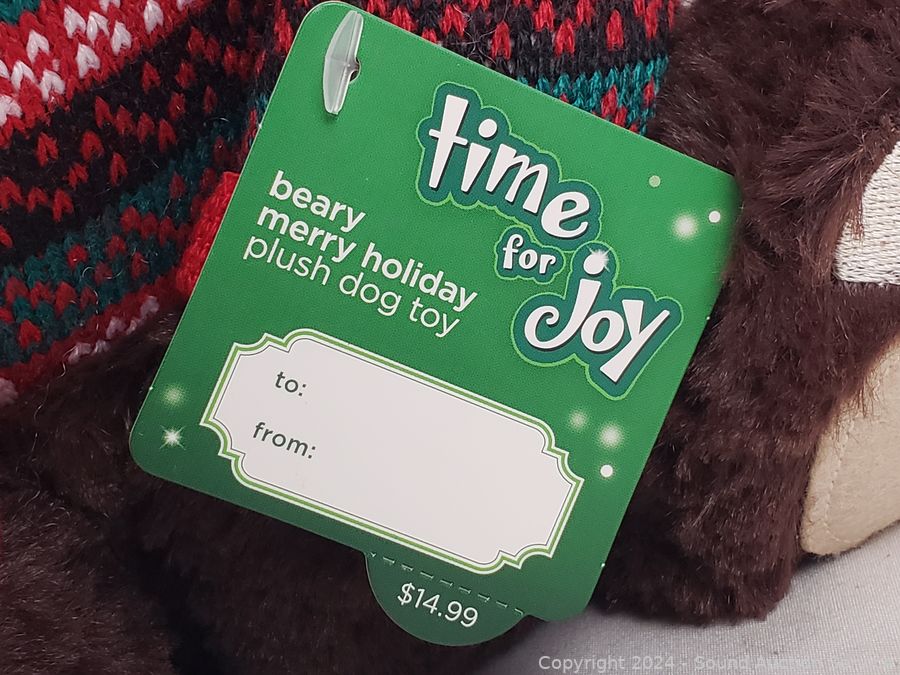 time
for
joy
beary
merry holiday
plush dog toy
to:
from:
$14.99
Copyright 2024 - Sound Auction